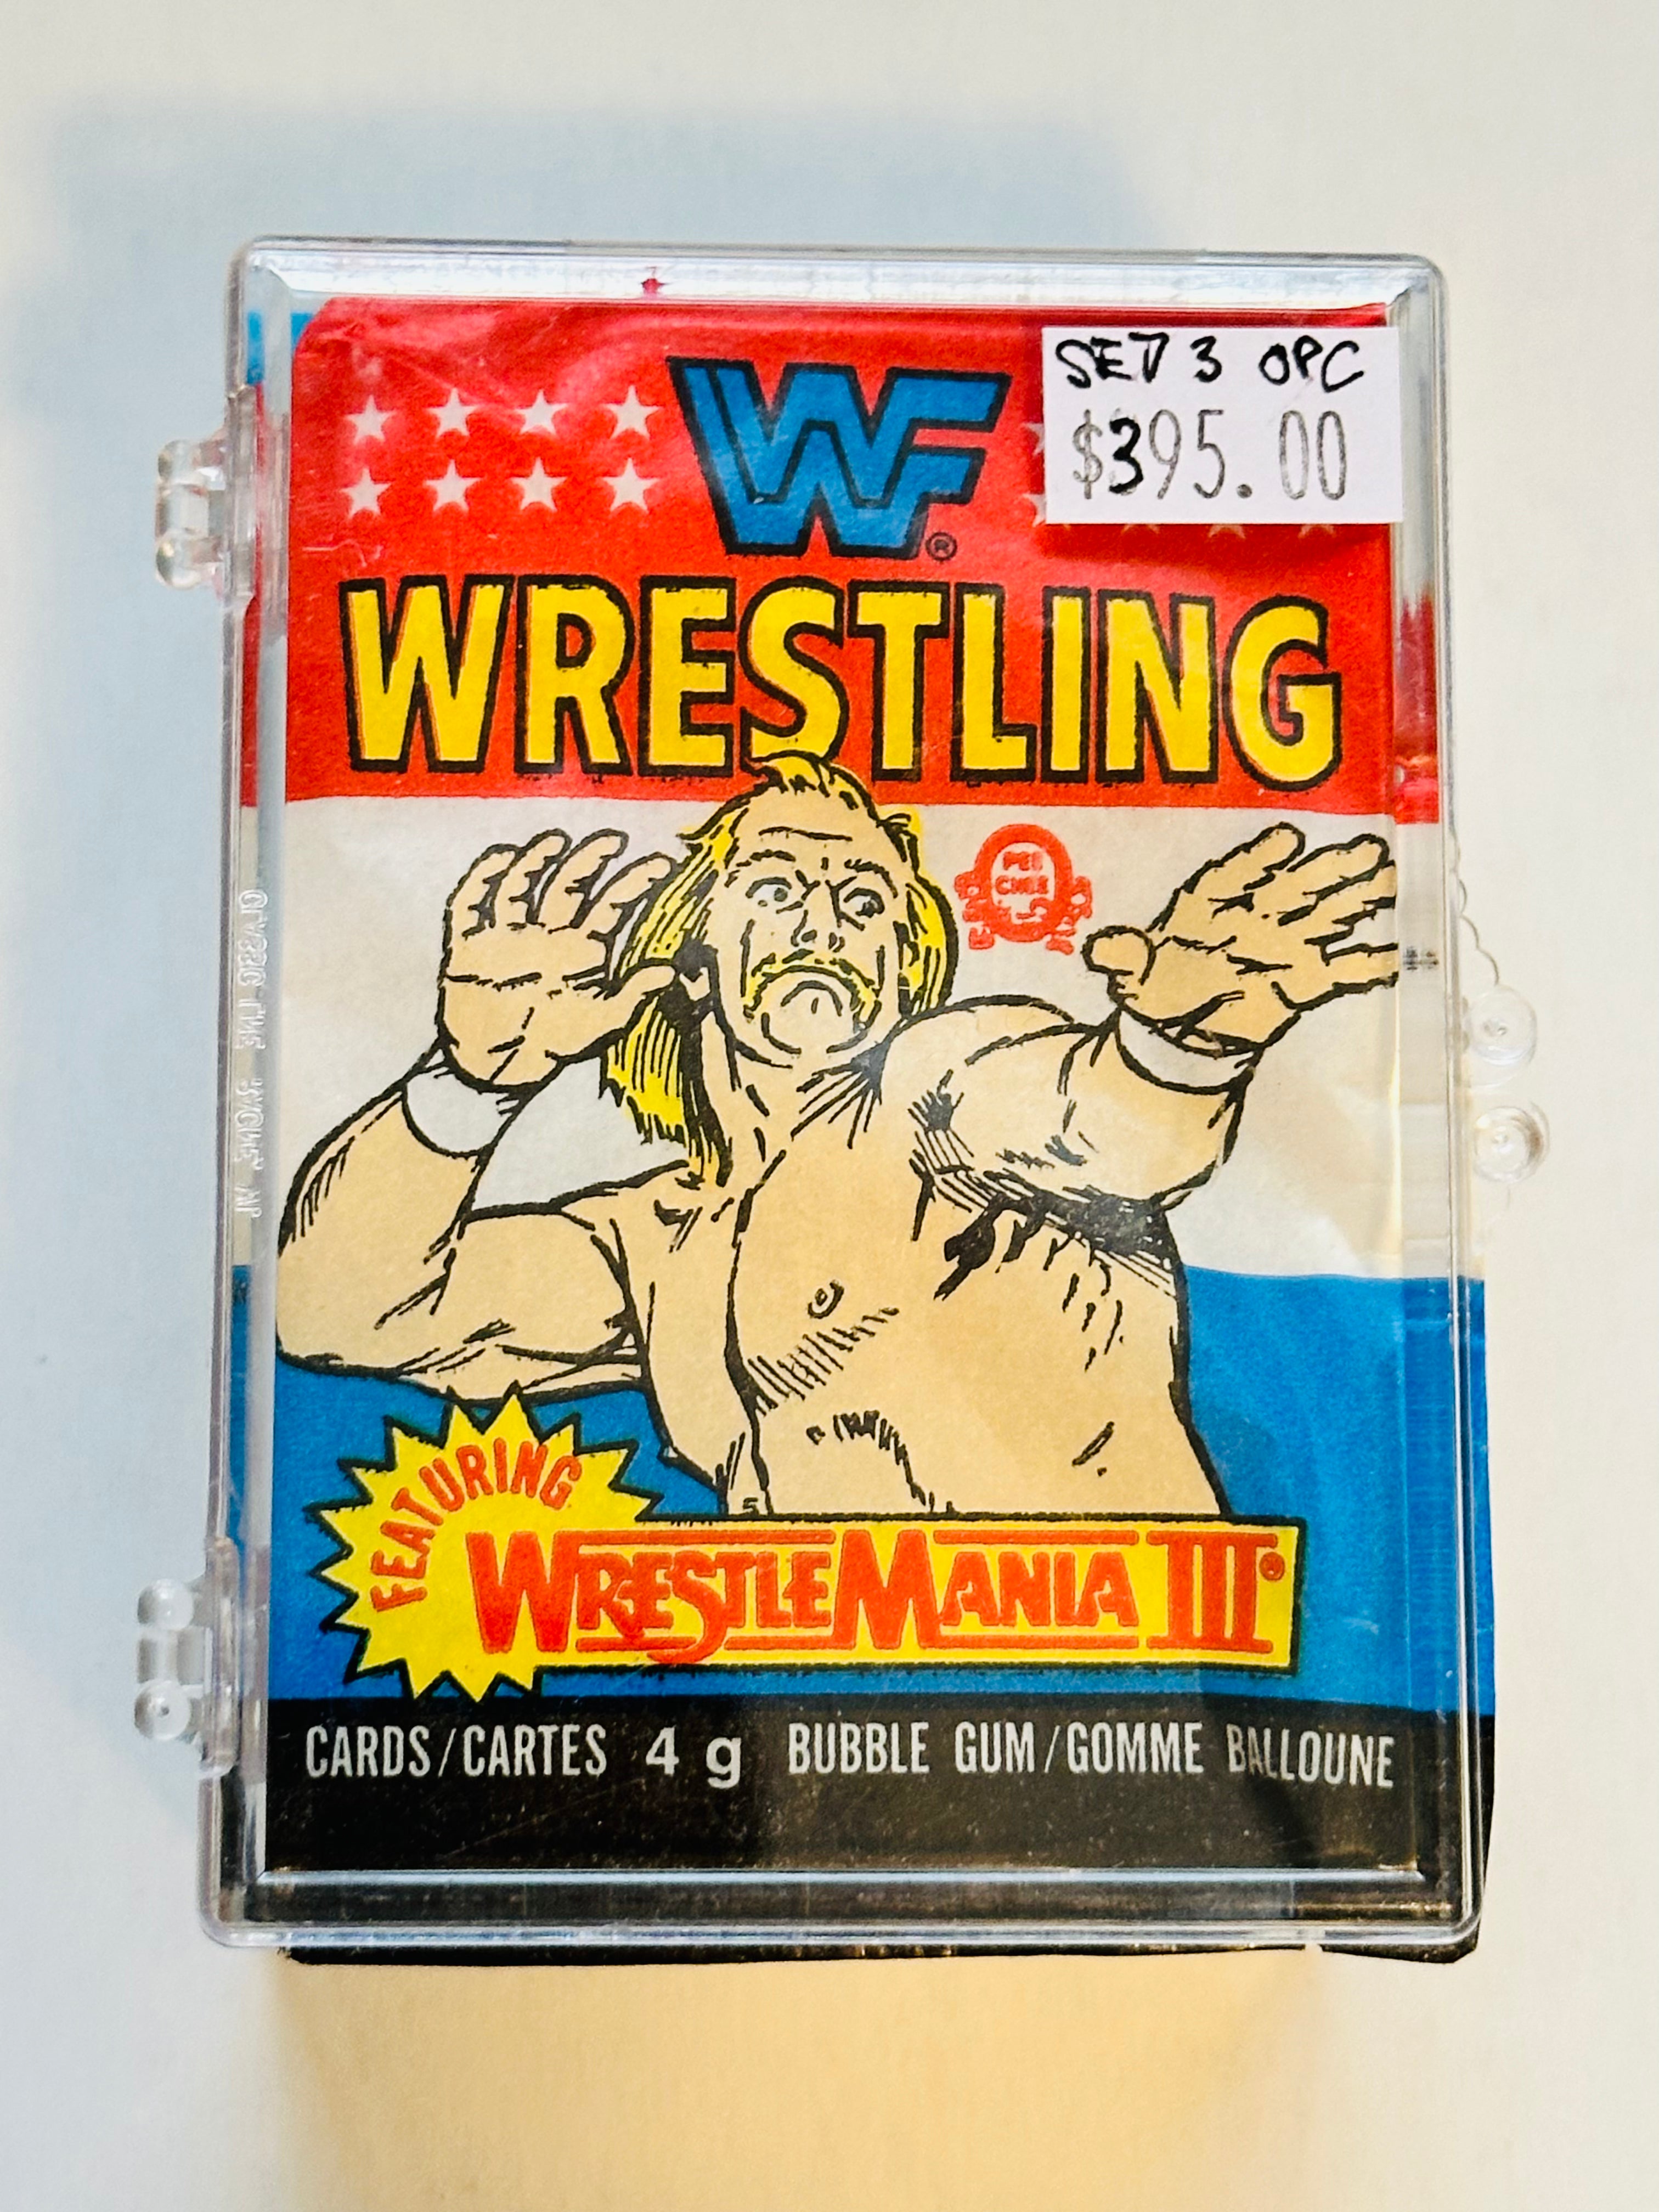 SET 3 OPC
$395.00
WF®
WRESTLING
FEATURING
WRESTLEMANIA III
CARDS/CARTES 4 g BUBBLE GUM/GOMME BALLOUNE